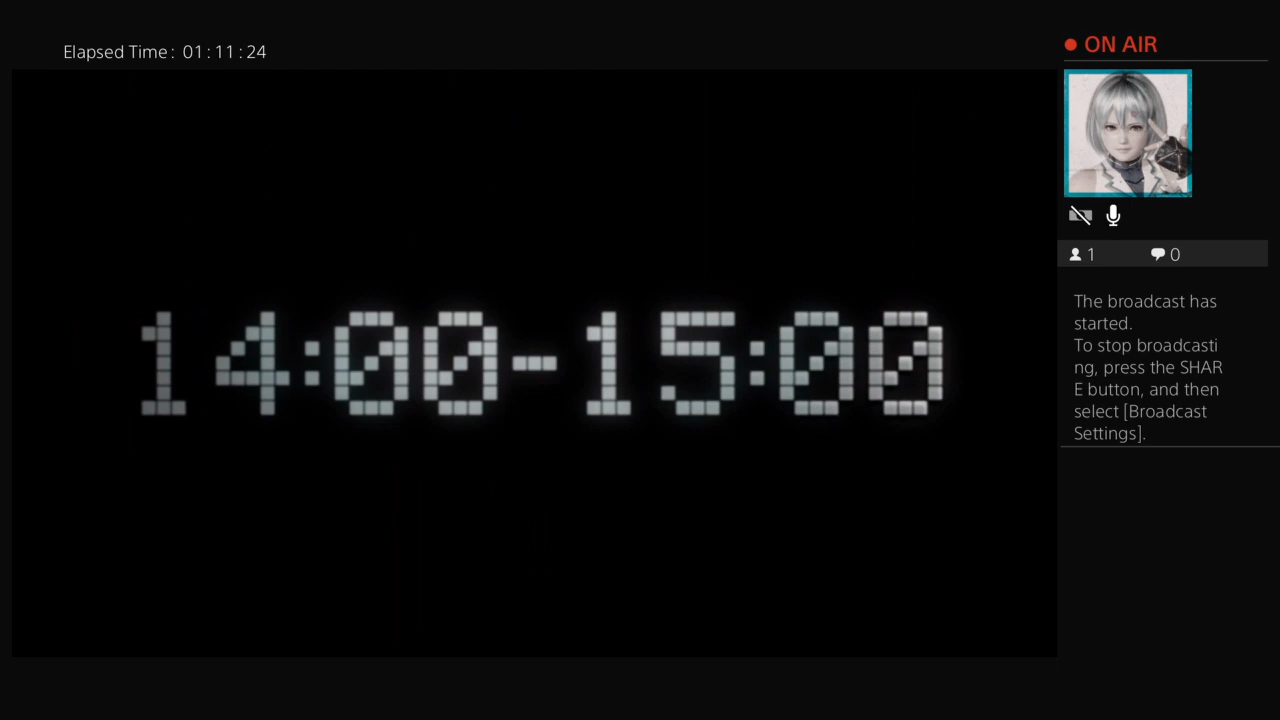 Elapsed Time: 01:11:24
ON AIR
14:00-15:00
1
0
The broadcast has
started.
To stop broadcasti
ng, press the SHAR
E button, and then
select [Broadcast
Settings].